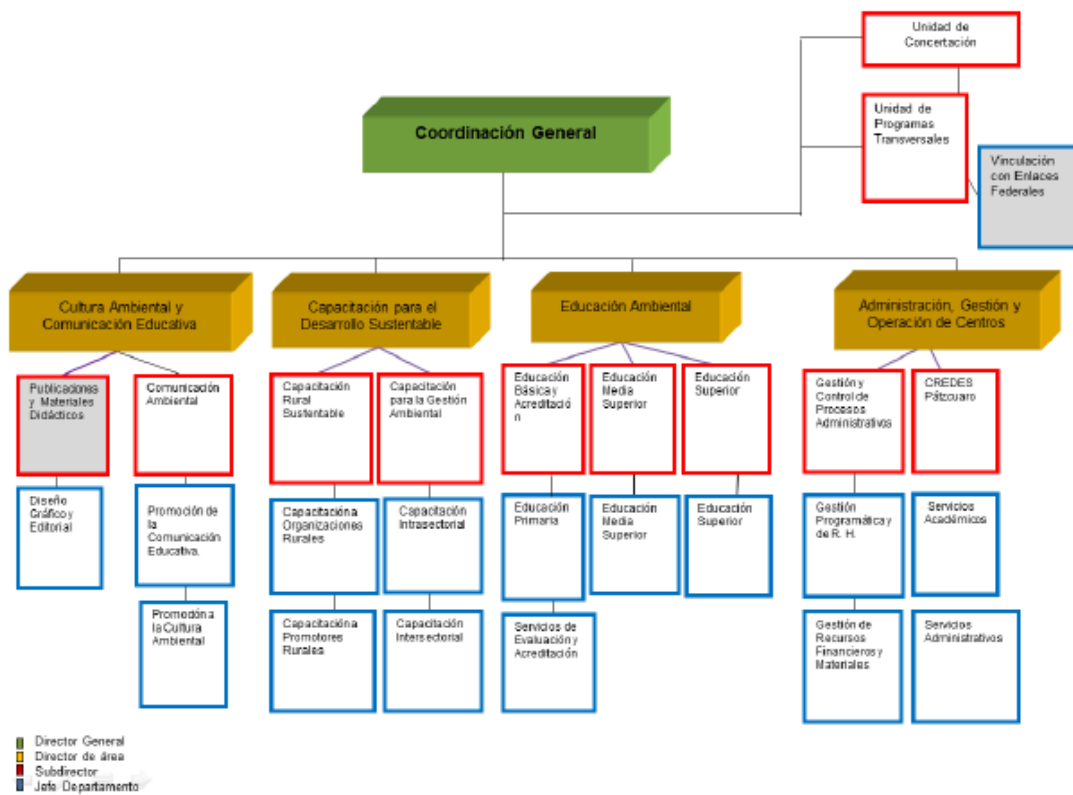 Unidad de
Concertación
Coordinación General
Unidad de
Programas
Transversales
Vinculación
con Enlaces
Federales
Cultura Ambiental y
Comunicación Educativa
Capacitación para el
Desarrollo Sustentable
Educación Ambiental
Administración, Gestión y
Operación de Centros
Publicaciones
y Materiales
Didácticos
Comunicación
Ambiental
Capacitación
Rural
Sustentable
Capacitación
para la Gestión
Ambiental
Educación
Básica y
Acreditació
n
Educación
Media
Superior
Educación
Superior
Gestión y
Control de
Procesos
Administrativos
CREDES
Pátzcuaro
Diseño
Gráfico y
Editorial
Promoción de
la
Comunicación
Educativa.
Capacitación a
Organizaciones
Rurales
Capacitación
Intrasectorial
Educación
Primaria
Educación
Media
Superior
Educación
Superior
Gestión
Programática y
de R. H.
Servicios
Académicos
Promoción a
la Cultura
Ambiental
Capacitación a
Promotores
Rurales
Capacitación
Intersectorial
Servicios de
Evaluación y
Acreditación
Gestión de
Recursos
Financieros y
Materiales
Servicios
Administrativos
Director General
Director de área
Subdirector
Jefe Departamento